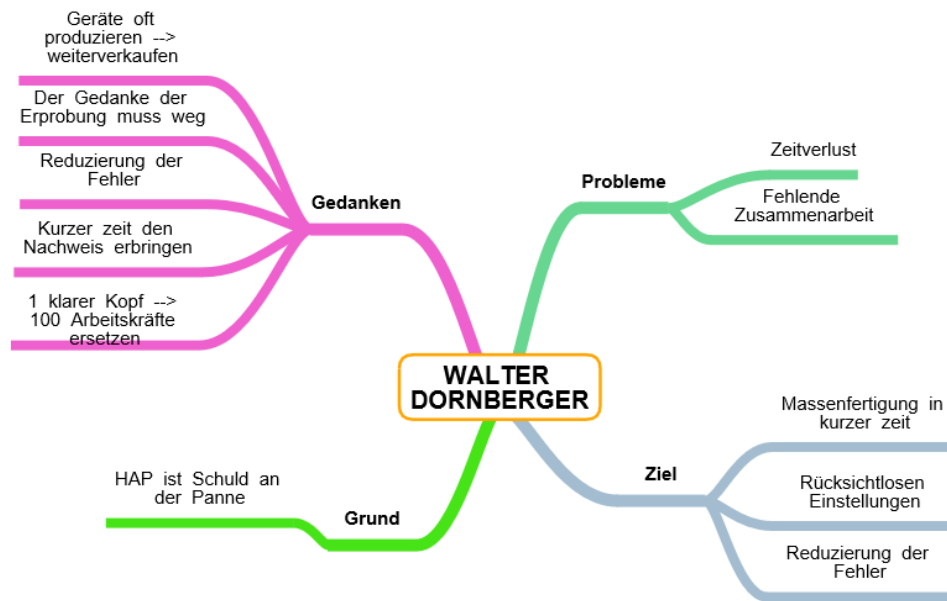 Geräte oft
produzieren -->
weiterverkaufen
Der Gedanke der
Erprobung muss weg
Reduzierung der
Fehler
Kurzer zeit den
Nachweis erbringen
1 klarer Kopf -->
100 Arbeitskräfte
ersetzen
Gedanken
Probleme
Zeitverlust
Fehlende
Zusammenarbeit
WALTER
DORNBERGER
HAP ist Schuld an
der Panne
Grund
Ziel
Massenfertigung in
kurzer zeit
Rücksichtlosen
Einstellungen
Reduzierung der
Fehler